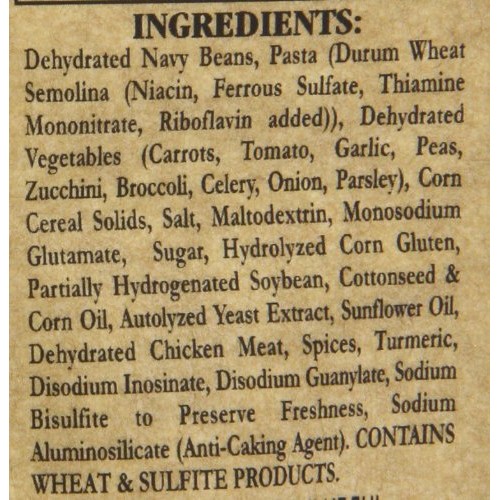 INGREDIENTS:
Dehydrated Navy Beans, Pasta (Durum Wheat
Semolina (Niacin, Ferrous Sulfate, Thiamine
Mononitrate, Riboflavin added)), Dehydrated
Vegetables (Carrots, Tomato, Garlic, Peas,
Zucchini, Broccoli, Celery, Onion, Parsley), Corn
Cereal Solids, Salt, Maltodextrin, Monosodium
Glutamate, Sugar, Hydrolyzed Corn Gluten,
Partially Hydrogenated Soybean, Cottonseed &
Corn Oil, Autolyzed Yeast Extract, Sunflower Oil,
Dehydrated Chicken Meat, Spices, Turmeric,
Disodium Inosinate, Disodium Guanylate, Sodium
Bisulfite to Preserve Freshness, Sodium
Aluminosilicate (Anti-Caking Agent). CONTAINS
WHEAT & SULFITE PRODUCTS.